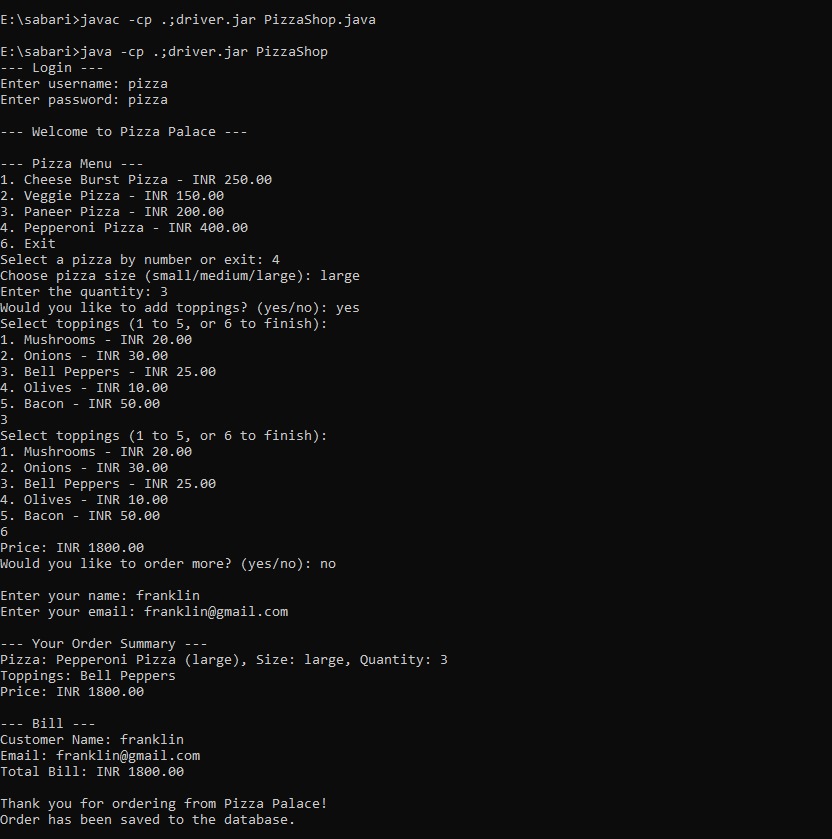 E:\sabari>javac -cp .;driver.jar PizzaShop.java
E:\sabari>java -cp .;driver.jar PizzaShop
--- Login ---
Enter username: pizza
Enter password: pizza
--- Welcome to Pizza Palace ---
--- Pizza Menu ---
1. Cheese Burst Pizza - INR 250.00
2. Veggie Pizza - INR 150.00
3. Paneer Pizza - INR 200.00
4. Pepperoni Pizza - INR 400.00
6. Exit
Select a pizza by number or exit: 4
Choose pizza size (small/medium/large): large
Enter the quantity: 3
Would you like to add toppings? (yes/no): yes
Select toppings (1 to 5, or 6 to finish):
1. Mushrooms - INR 20.00
2. Onions - INR 30.00
3. Bell Peppers - INR 25.00
4. Olives - INR 10.00
5. Bacon - INR 50.00
3
Select toppings (1 to 5, or 6 to finish):
1. Mushrooms - INR 20.00
2. Onions - INR 30.00
3. Bell Peppers - INR 25.00
4. Olives - INR 10.00
5. Bacon - INR 50.00
6
Price: INR 1800.00
Would you like to order more? (yes/no): no
Enter your name: franklin
Enter your email: franklin@gmail.com
--- Your Order Summary ---
Pizza: Pepperoni Pizza (large), Size: large, Quantity: 3
Toppings: Bell Peppers
Price: INR 1800.00
--- Bill ---
Customer Name: franklin
Email: franklin@gmail.com
Total Bill: INR 1800.00
Thank you for ordering from Pizza Palace!
Order has been saved to the database.